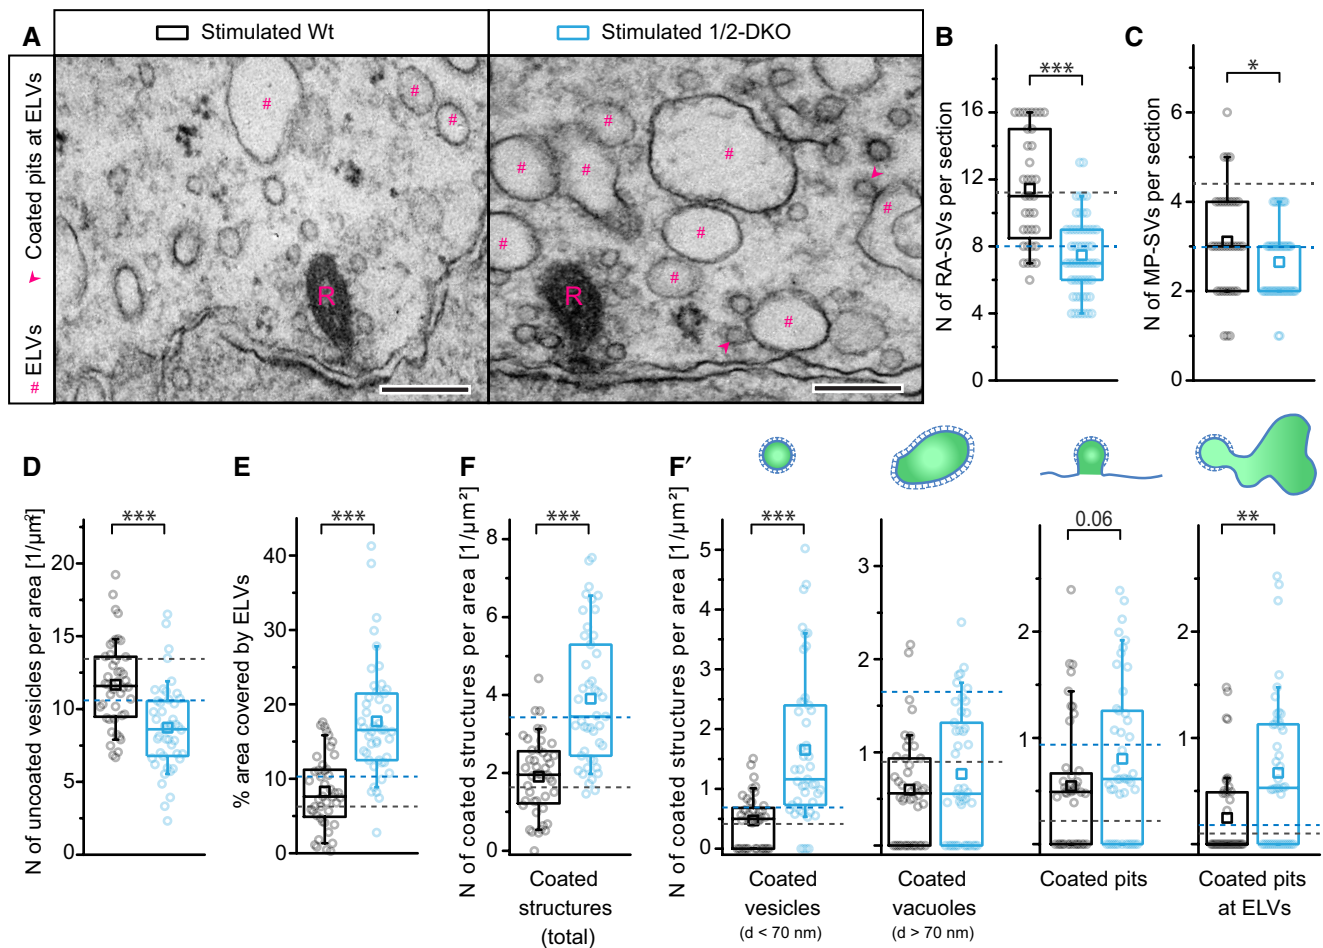 A
Stimulated Wt
Stimulated 1/2-DKO
# ELVs
Coated pits at ELVs
#
#
#
R
#
#
#
#
#
#
#
#
#
R
B
N of RA-SVs per section
16
12
8
4
0
***
C
N of MP-SVs per section
6
4
2
0
*
D
N of uncoated vesicles per area [1/µm²]
20
15
10
5
0
***
E
% area covered by ELVs
40
30
20
10
0
***
F
N of coated structures per area [1/µm²]
8
6
4
2
0
***
Coated
structures
(total)
F′
N of coated structures per area [1/µm²]
5
4
3
2
1
0
***
Coated
vesicles
(d < 70 nm)
3
2
1
0
Coated
vacuoles
(d > 70 nm)
2
1
0.06
Coated pits
2
1
**
Coated pits
at ELVs